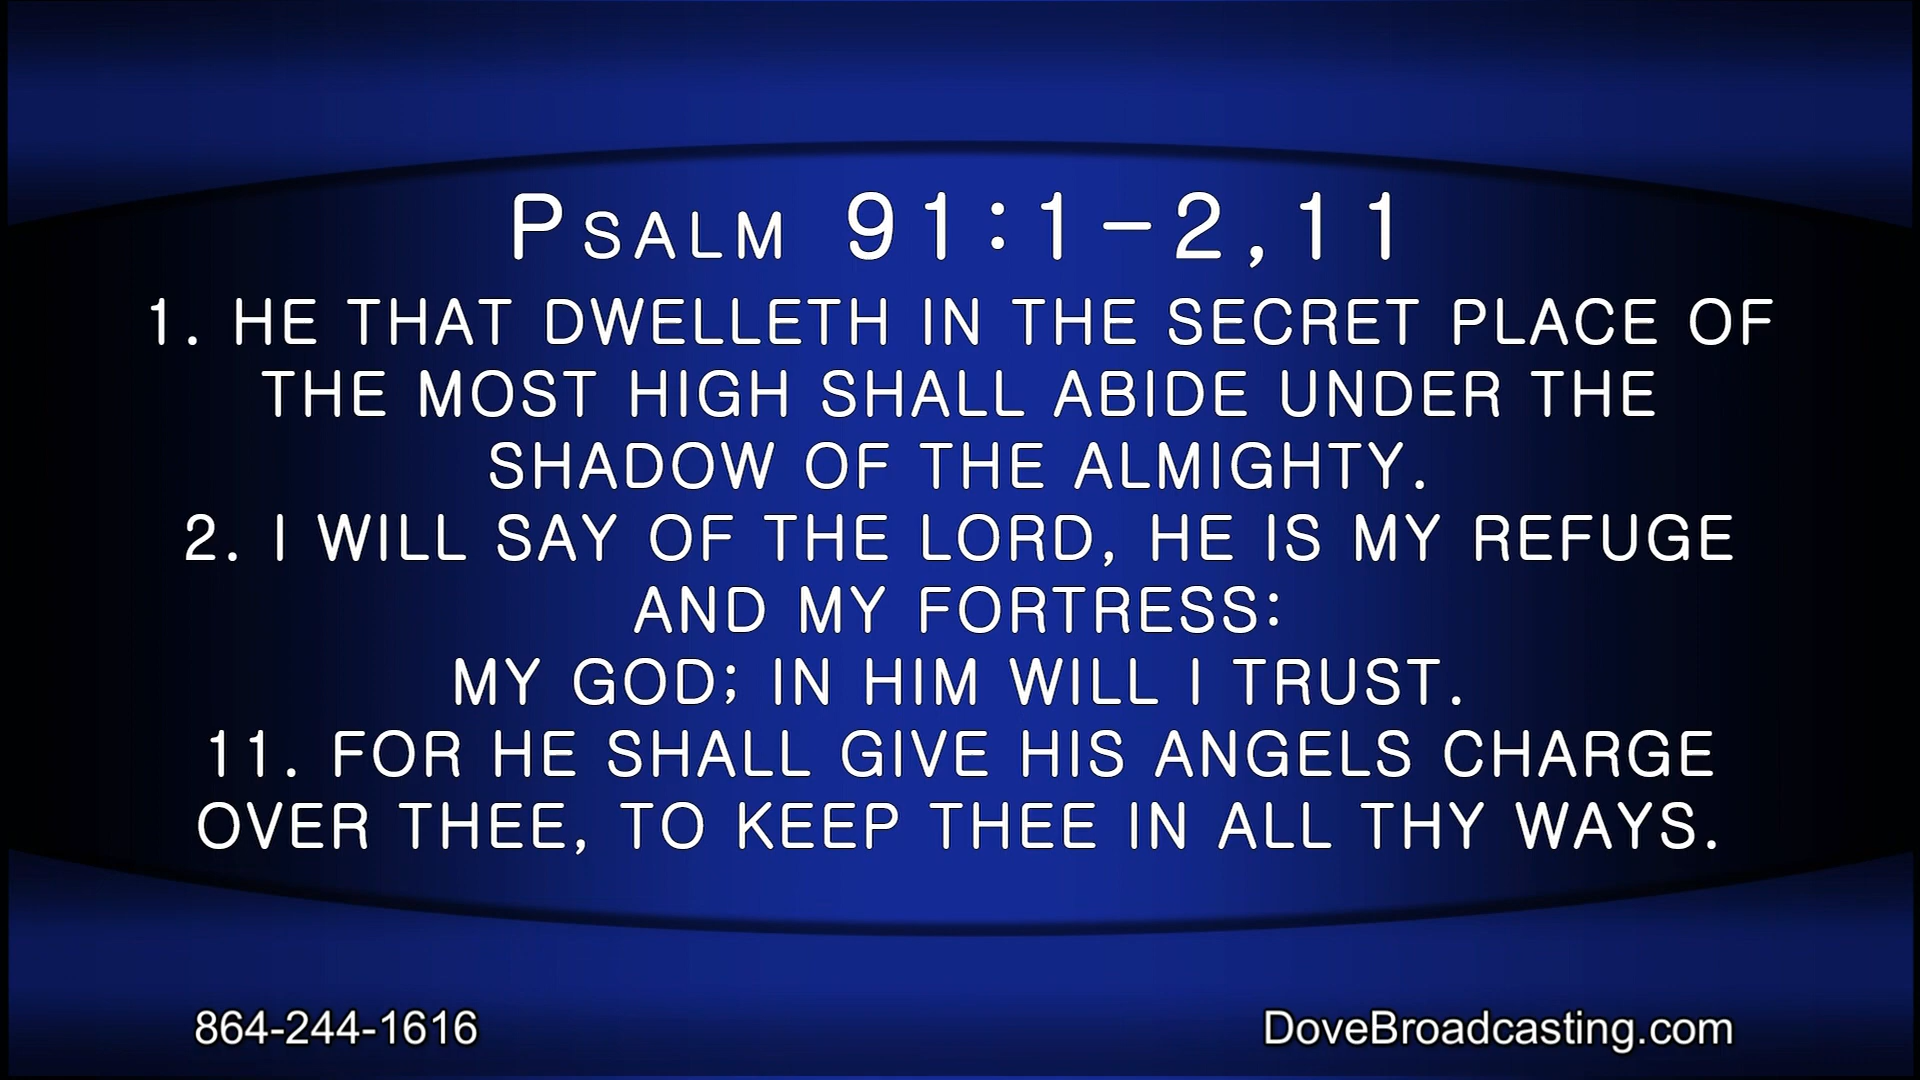 Psalm 91:1-2,11
1. HE THAT DWELLETH IN THE SECRET PLACE OF
THE MOST HIGH SHALL ABIDE UNDER THE
SHADOW OF THE ALMIGHTY.
2. I WILL SAY OF THE LORD, HE IS MY REFUGE
AND MY FORTRESS:
MY GOD; IN HIM WILL I TRUST.
11. FOR HE SHALL GIVE HIS ANGELS CHARGE
OVER THEE, TO KEEP THEE IN ALL THY WAYS.
864-244-1616
DoveBroadcasting.com